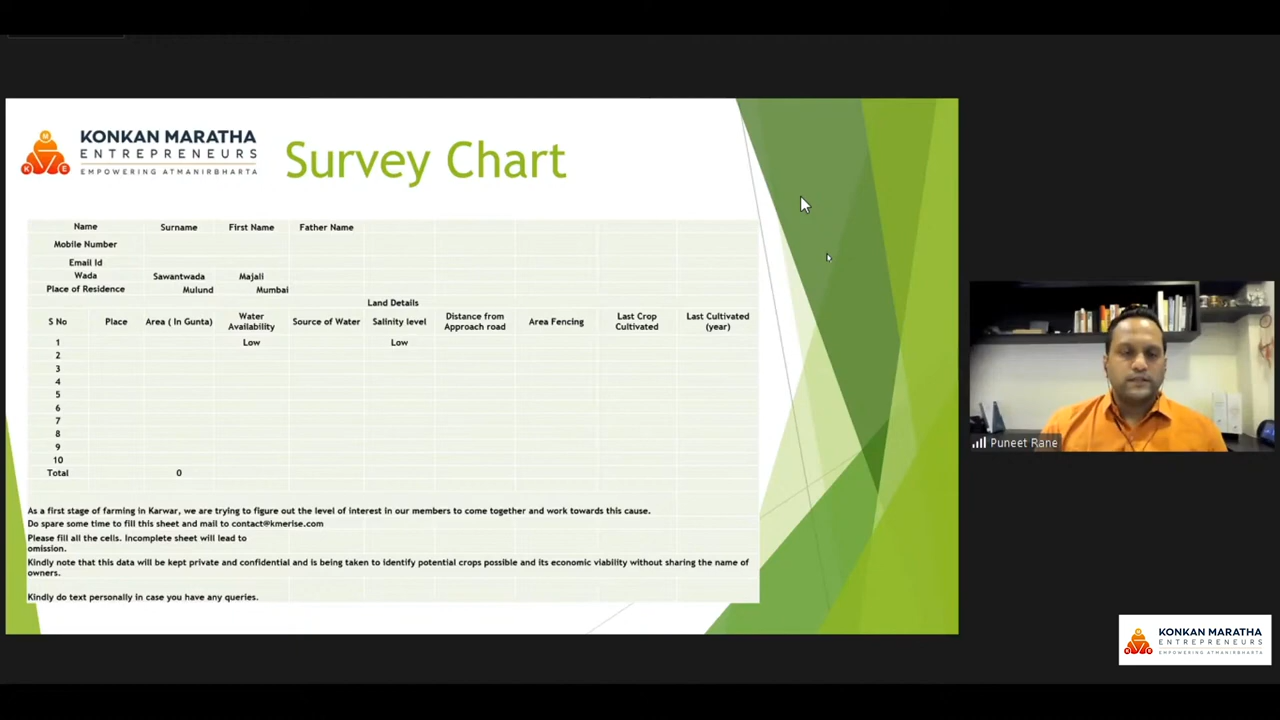 KONKAN MARATHA
ENTREPRENEURS
EMPOWERING ATMANIRBHARTA
K M E
Survey Chart
Name Surname First Name Father Name
Mobile Number
Email Id
Wada Sawantwada Majali
Place of Residence Mulund Mumbai
Land Details
S No Place Area ( In Gunta) Water Availability Source of Water Salinity level Distance from Approach road Area Fencing Last Crop Cultivated Last Cultivated (year)
1 Low Low
2
3
4
5
6
7
8
9
10
Total 0
As a first stage of farming in Karwar, we are trying to figure out the level of interest in our members to come together and work towards this cause.
Do spare some time to fill this sheet and mail to contact@kmerise.com
Please fill all the cells. Incomplete sheet will lead to
omission.
Kindly note that this data will be kept private and confidential and is being taken to identify potential crops possible and its economic viability without sharing the name of
owners.
Kindly do text personally in case you have any queries.
Puneet Rane
KONKAN MARATHA
ENTREPRENEURS
EMPOWERING ATMANIRBHARTA